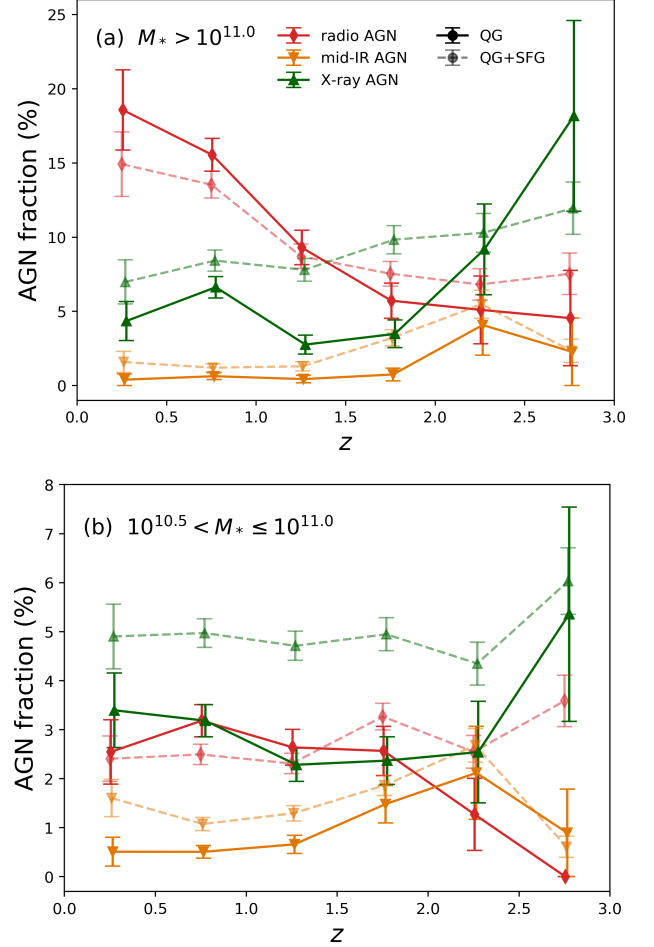 (a) M* > 10^11.0
radio AGN
mid-IR AGN
X-ray AGN
QG
QG+SFG
AGN fraction (%)
25
20
15
10
5
0
0.0 0.5 1.0 1.5 2.0 2.5 3.0
z
(b) 10^10.5 < M* ≤ 10^11.0
AGN fraction (%)
8
7
6
5
4
3
2
1
0
0.0 0.5 1.0 1.5 2.0 2.5 3.0
z